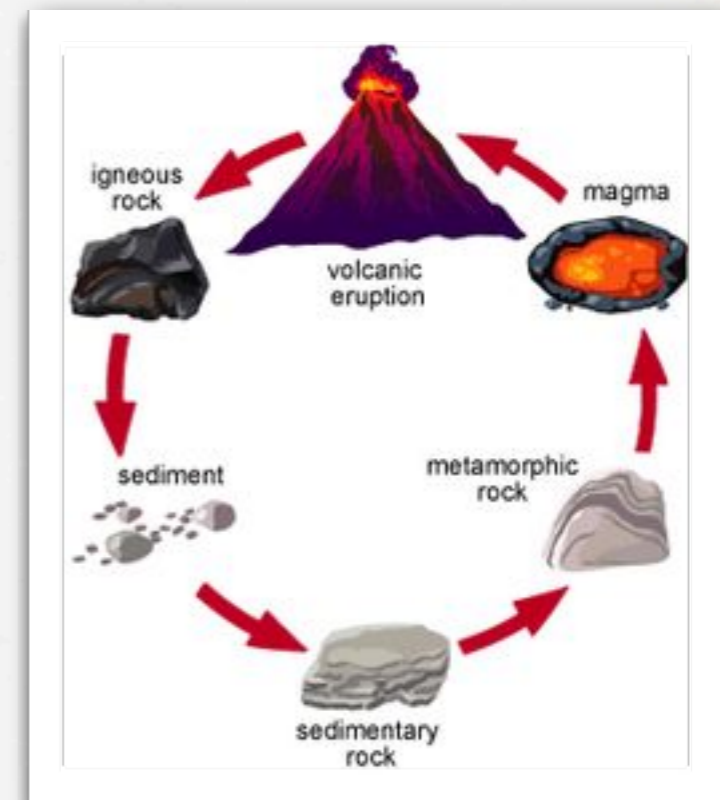 igneous
rock
magma
volcanic
eruption
sediment
metamorphic
rock
sedimentary
rock